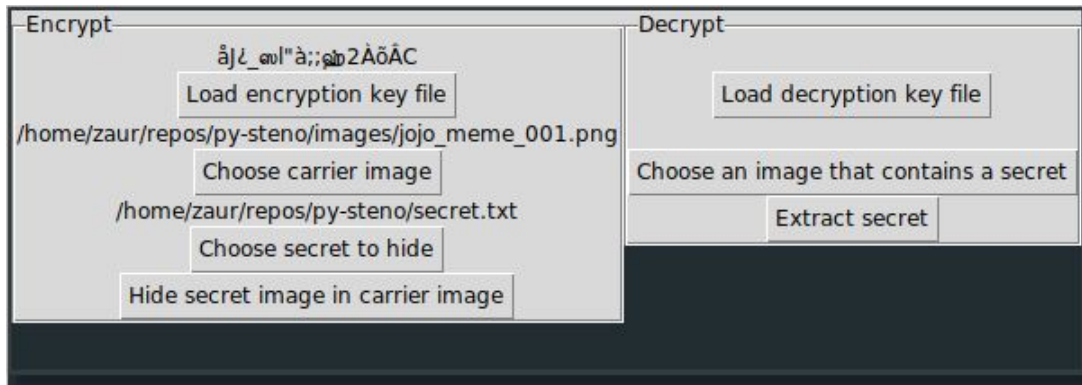 Encrypt
Load encryption key file
/home/zaur/repos/py-steno/images/jojo_meme_001.png
Choose carrier image
/home/zaur/repos/py-steno/secret.txt
Choose secret to hide
Hide secret image in carrier image
Decrypt
Load decryption key file
Choose an image that contains a secret
Extract secret